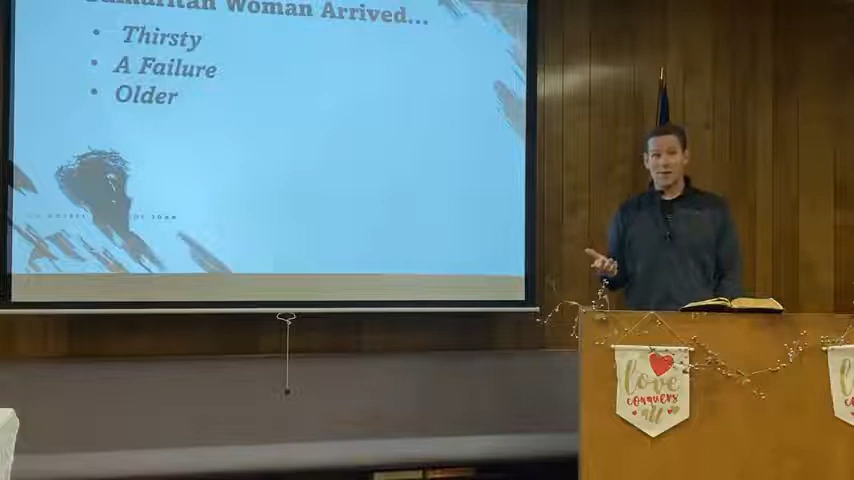 Samaritan Woman Arrived...
• Thirsty
• A Failure
• Older
love
conquers
all